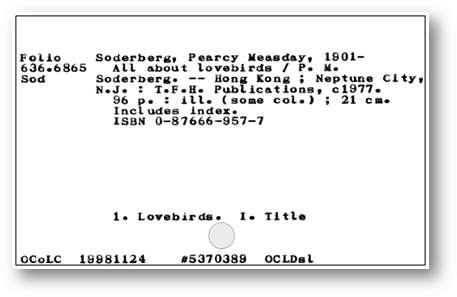 Folio Soderberg, Pearcy Measday, 1901-
636.6865 All about lovebirds / P. M.
Sod Soderberg. -- Hong Kong ; Neptune City,
N.J. : T.F.H. Publications, c1977.
96 p. : ill. (some col.) ; 21 cm.
Includes index.
ISBN 0-87666-957-7
1. Lovebirds. I. Title
OCoLC 19981124 #5370389 OCLDsl